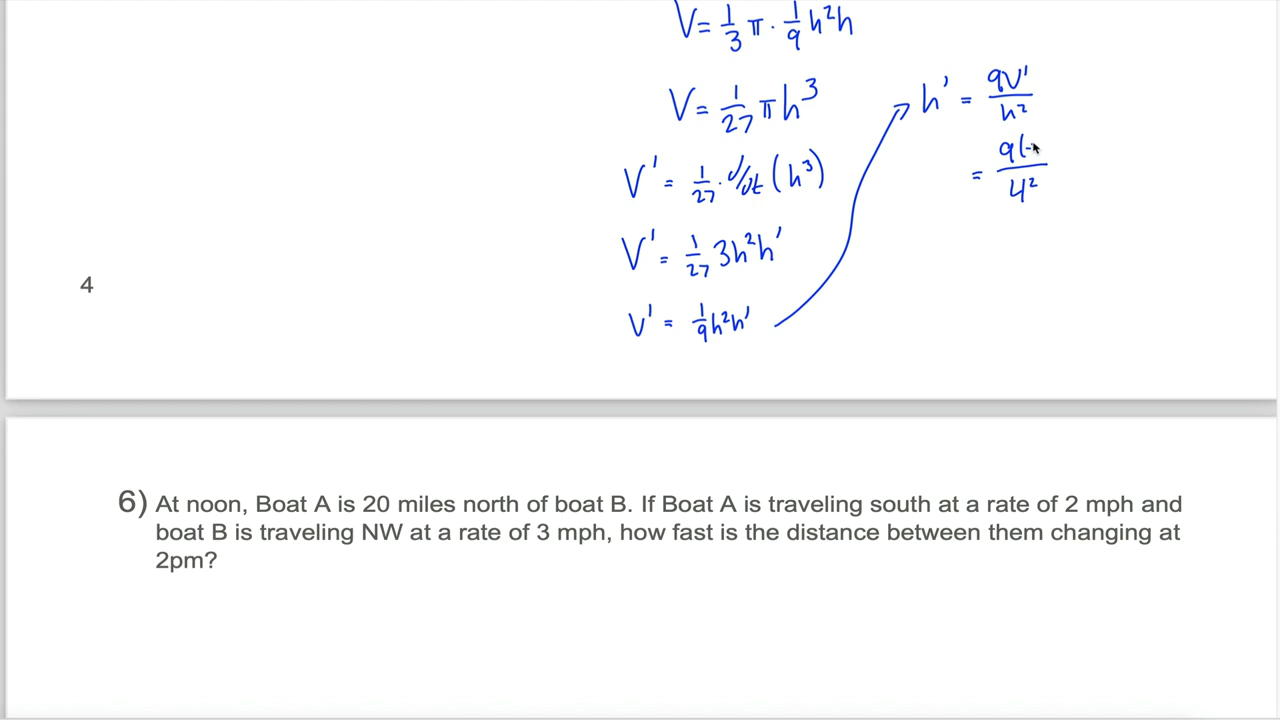 V = 1/3 π · 1/9 h²h
V = 1/27 π h³
V' = 1/27 · d/dt (h³)
V' = 1/27 3h²h'
V' = 1/9 h²h'
h' = 9V'/h²
= 9(-/4²
4
6) At noon, Boat A is 20 miles north of boat B. If Boat A is traveling south at a rate of 2 mph and
boat B is traveling NW at a rate of 3 mph, how fast is the distance between them changing at
2pm?